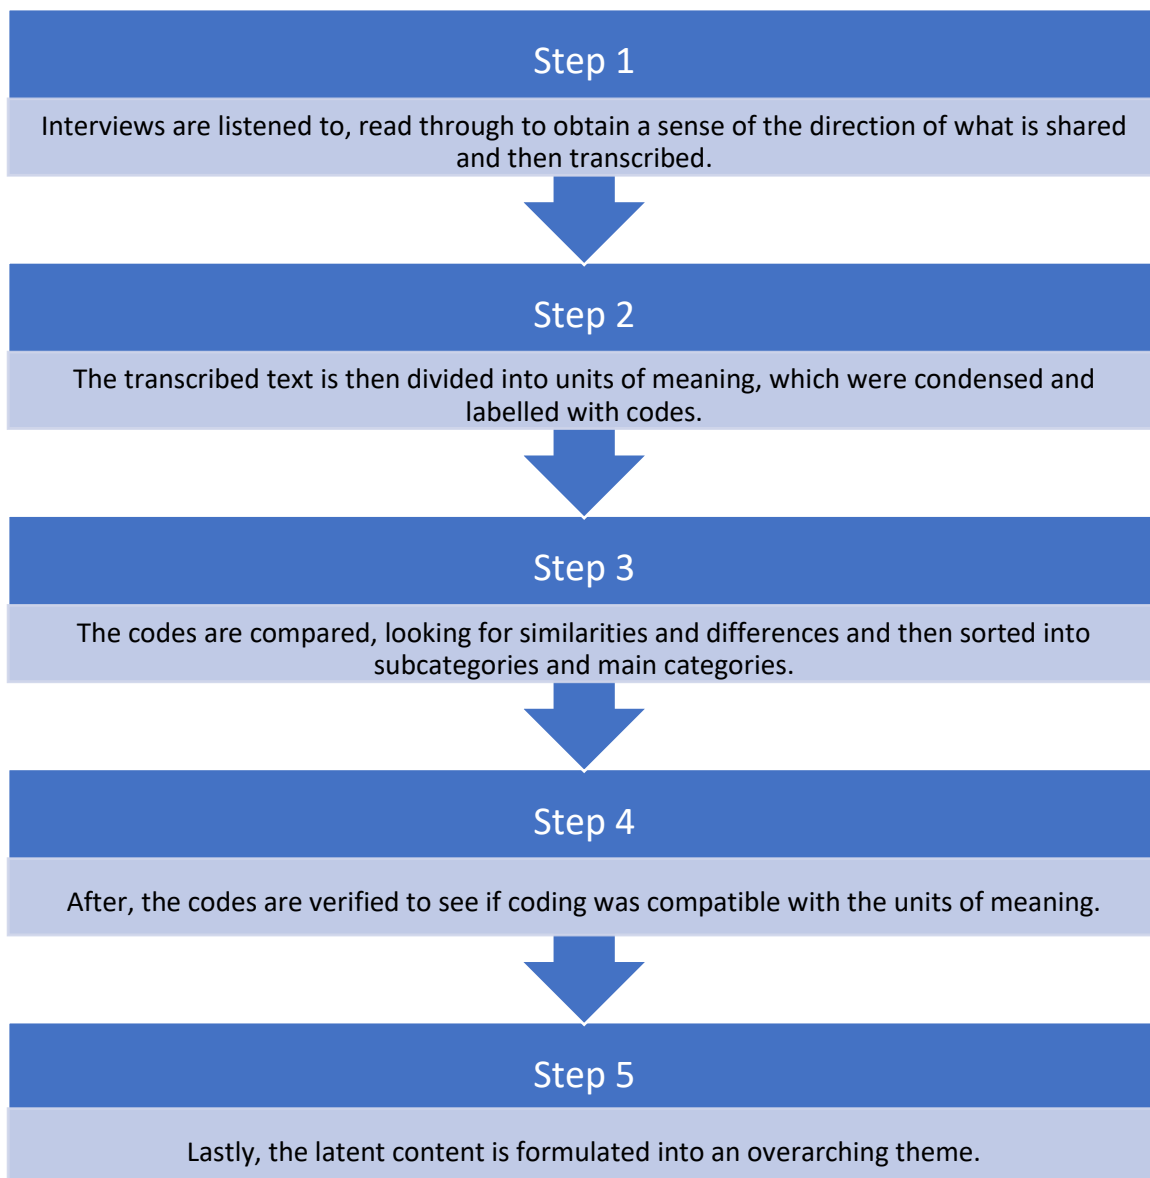 Step 1
Interviews are listened to, read through to obtain a sense of the direction of what is shared
and then transcribed.
Step 2
The transcribed text is then divided into units of meaning, which were condensed and
labelled with codes.
Step 3
The codes are compared, looking for similarities and differences and then sorted into
subcategories and main categories.
Step 4
After, the codes are verified to see if coding was compatible with the units of meaning.
Step 5
Lastly, the latent content is formulated into an overarching theme.